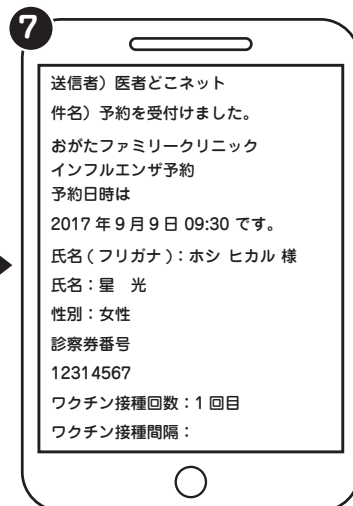 7
送信者）医者どこネット
件名）予約を受付けました。
おがたファミリークリニック
インフルエンザ予約
予約日時は
2017 年 9 月 9 日 09:30 です。
氏名 ( フリガナ )：ホシ ヒカル 様
氏名：星　光
性別：女性
診察券番号
12314567
ワクチン接種回数：1 回目
ワクチン接種間隔：